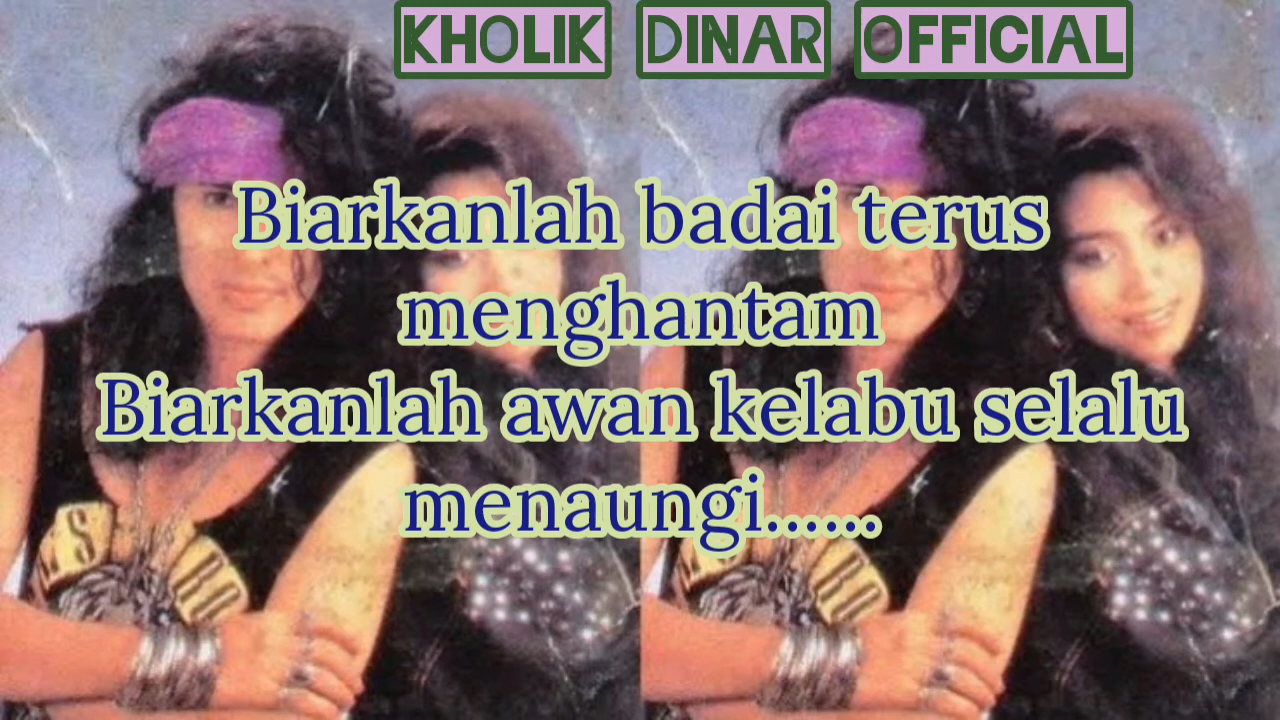 KHOLIK DINAR OFFICIAL
Biarkanlah badai terus
menghantam
Biarkanlah awan kelabu selalu
menaungi......